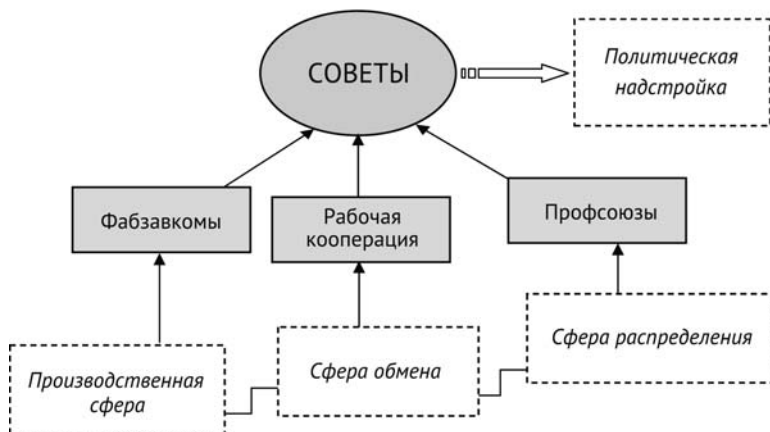 СОВЕТЫ
Политическая
надстройка
Фабзавкомы
Рабочая
кооперация
Профсоюзы
Производственная
сфера
Сфера обмена
Сфера распределения